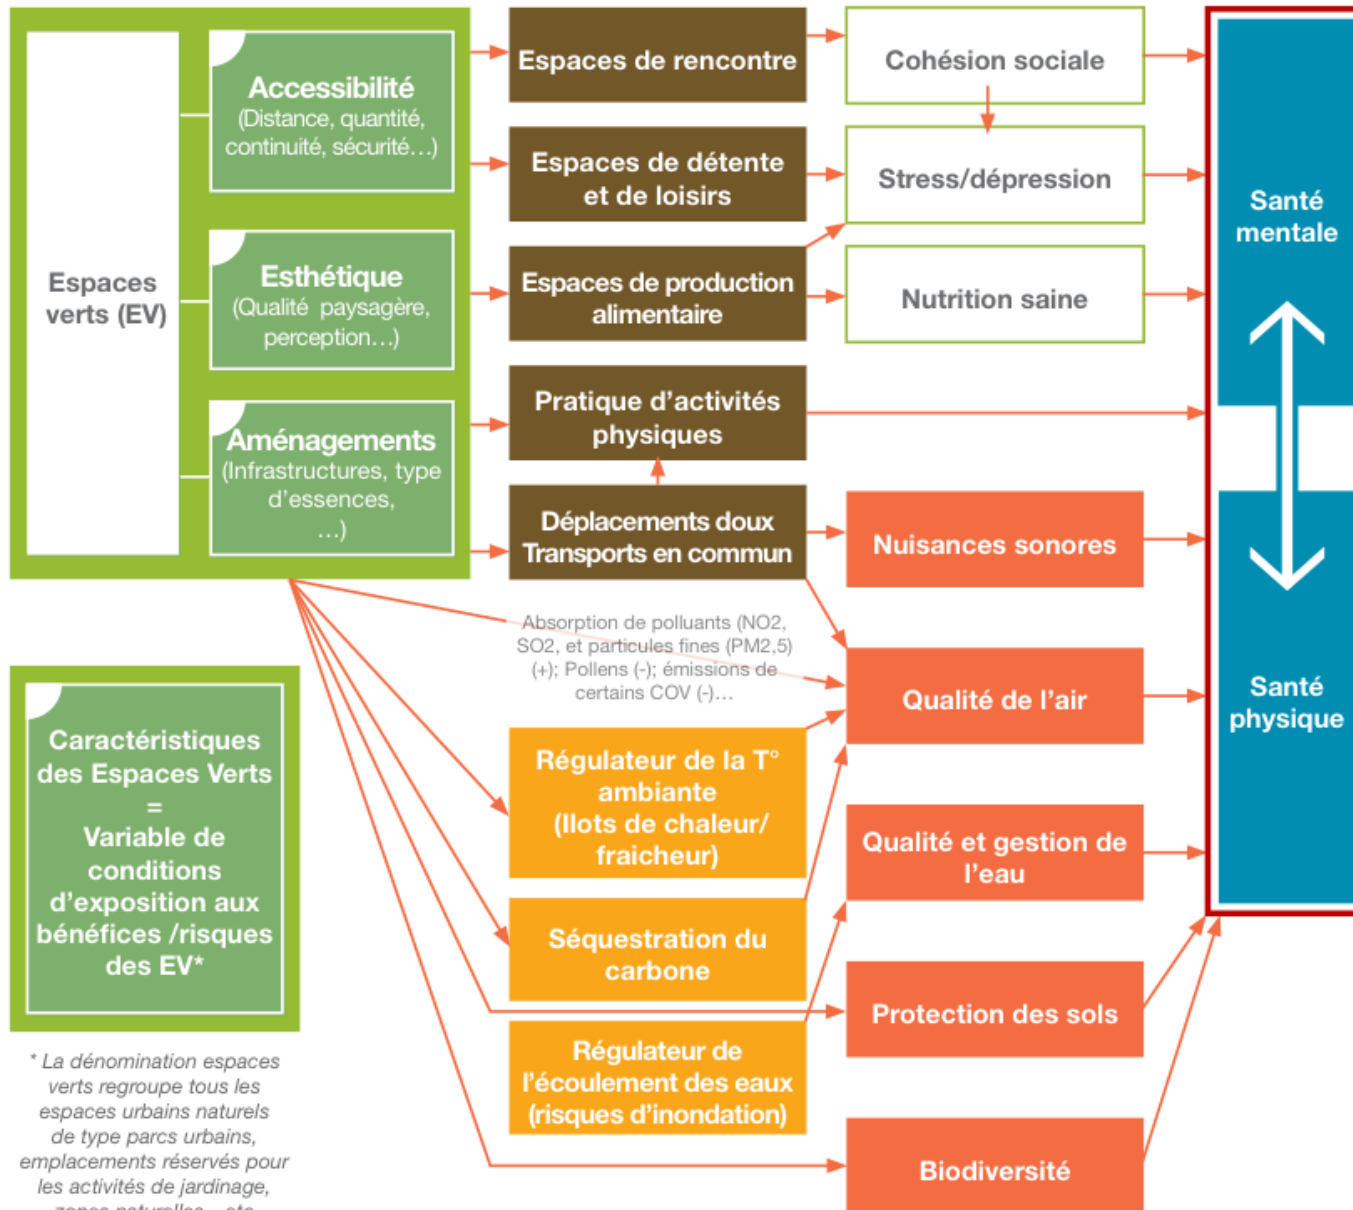 Espaces
verts (EV)
Accessibilité
(Distance, quantité,
continuité, sécurité…)
Esthétique
(Qualité paysagère,
perception…)
Aménagements
(Infrastructures, type
d’essences,
…)
Espaces de rencontre
Espaces de détente
et de loisirs
Espaces de production
alimentaire
Pratique d’activités
physiques
Déplacements doux
Transports en commun
Absorption de polluants (NO2,
SO2, et particules fines (PM2,5)
(+); Pollens (-); émissions de
certains COV (-)…
Régulateur de la T°
ambiante
(Ilots de chaleur/
fraicheur)
Séquestration du
carbone
Régulateur de
l’écoulement des eaux
(risques d’inondation)
Cohésion sociale
Stress/dépression
Nutrition saine
Nuisances sonores
Qualité de l’air
Qualité et gestion de
l’eau
Protection des sols
Biodiversité
Santé
mentale
Santé
physique
Caractéristiques
des Espaces Verts
=
Variable de
conditions
d’exposition aux
bénéfices /risques
des EV*
* La dénomination espaces
verts regroupe tous les
espaces urbains naturels
de type parcs urbains,
emplacements réservés pour
les activités de jardinage,
zones naturelles